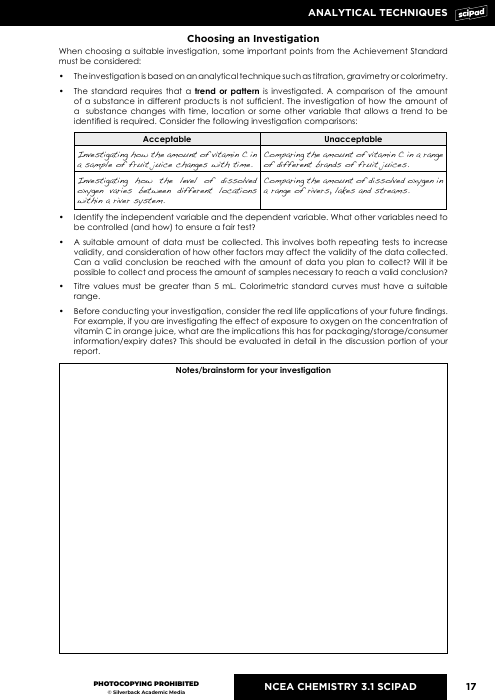 ANALYTICAL TECHNIQUES
scipad
Choosing an Investigation
When choosing a suitable investigation, some important points from the Achievement Standard
must be considered:
• The investigation is based on an analytical technique such as titration, gravimetry or colorimetry.
• The standard requires that a trend or pattern is investigated. A comparison of the amount
of a substance in different products is not sufficient. The investigation of how the amount of
a substance changes with time, location or some other variable that allows a trend to be
identified is required. Consider the following investigation comparisons:
Acceptable
Unacceptable
Investigating how the amount of vitamin C in
a sample of fruit juice changes with time.
Comparing the amount of vitamin C in a range
of different brands of fruit juices.
Investigating how the level of dissolved
oxygen varies between different locations
within a river system.
Comparing the amount of dissolved oxygen in
a range of rivers, lakes and streams.
• Identify the independent variable and the dependent variable. What other variables need to
be controlled (and how) to ensure a fair test?
• A suitable amount of data must be collected. This involves both repeating tests to increase
validity, and consideration of how other factors may affect the validity of the data collected.
Can a valid conclusion be reached with the amount of data you plan to collect? Will it be
possible to collect and process the amount of samples necessary to reach a valid conclusion?
• Titre values must be greater than 5 mL. Colorimetric standard curves must have a suitable
range.
• Before conducting your investigation, consider the real life applications of your future findings.
For example, if you are investigating the effect of exposure to oxygen on the concentration of
vitamin C in orange juice, what are the implications this has for packaging/storage/consumer
information/expiry dates? This should be evaluated in detail in the discussion portion of your
report.
Notes/brainstorm for your investigation
PHOTOCOPYING PROHIBITED
© Silverback Academic Media
NCEA CHEMISTRY 3.1 SCIPAD
17